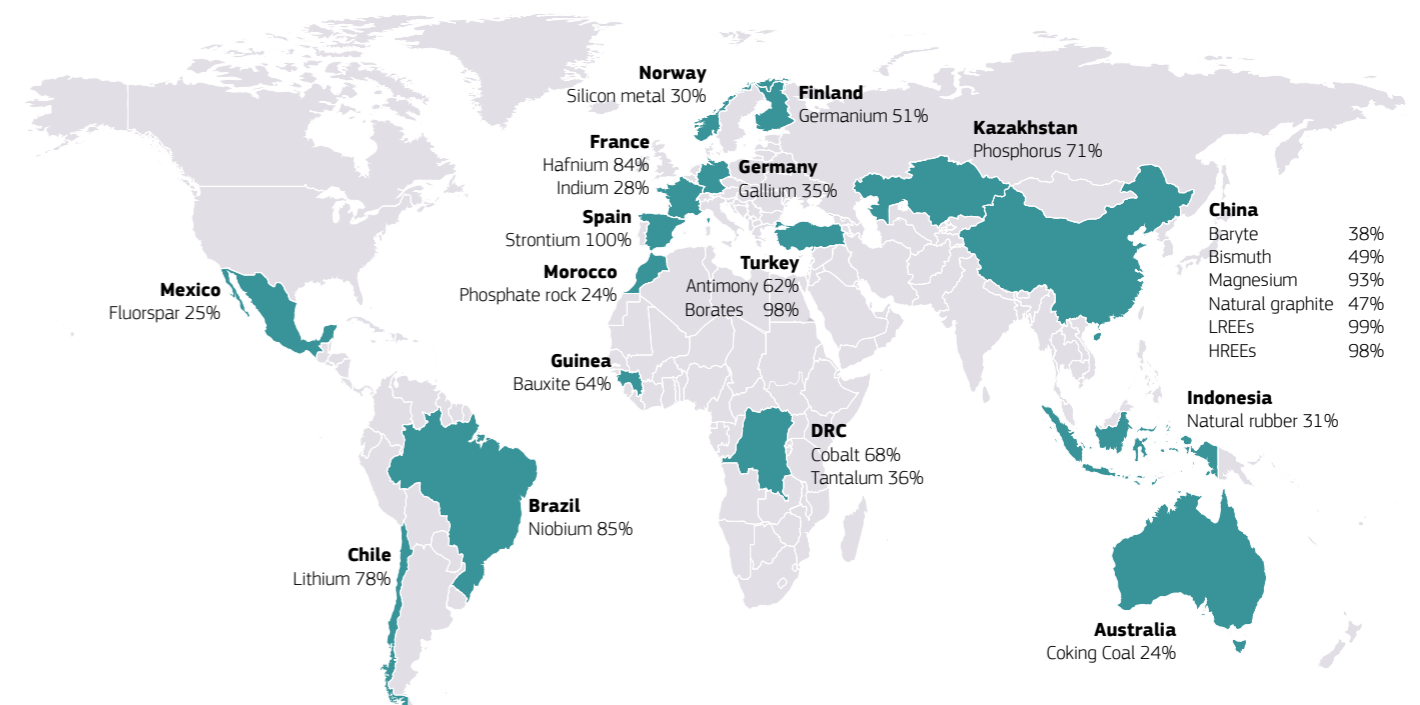 Norway
Silicon metal 30%
Finland
Germanium 51%
Kazakhstan
Phosphorus 71%
France
Hafnium 84%
Indium 28%
Germany
Gallium 35%
Spain
Strontium 100%
China
Baryte 38%
Bismuth 49%
Magnesium 93%
Natural graphite 47%
LREEs 99%
HREEs 98%
Morocco
Phosphate rock 24%
Turkey
Antimony 62%
Borates 98%
Mexico
Fluorspar 25%
Guinea
Bauxite 64%
Indonesia
Natural rubber 31%
DRC
Cobalt 68%
Tantalum 36%
Brazil
Niobium 85%
Chile
Lithium 78%
Australia
Coking Coal 24%